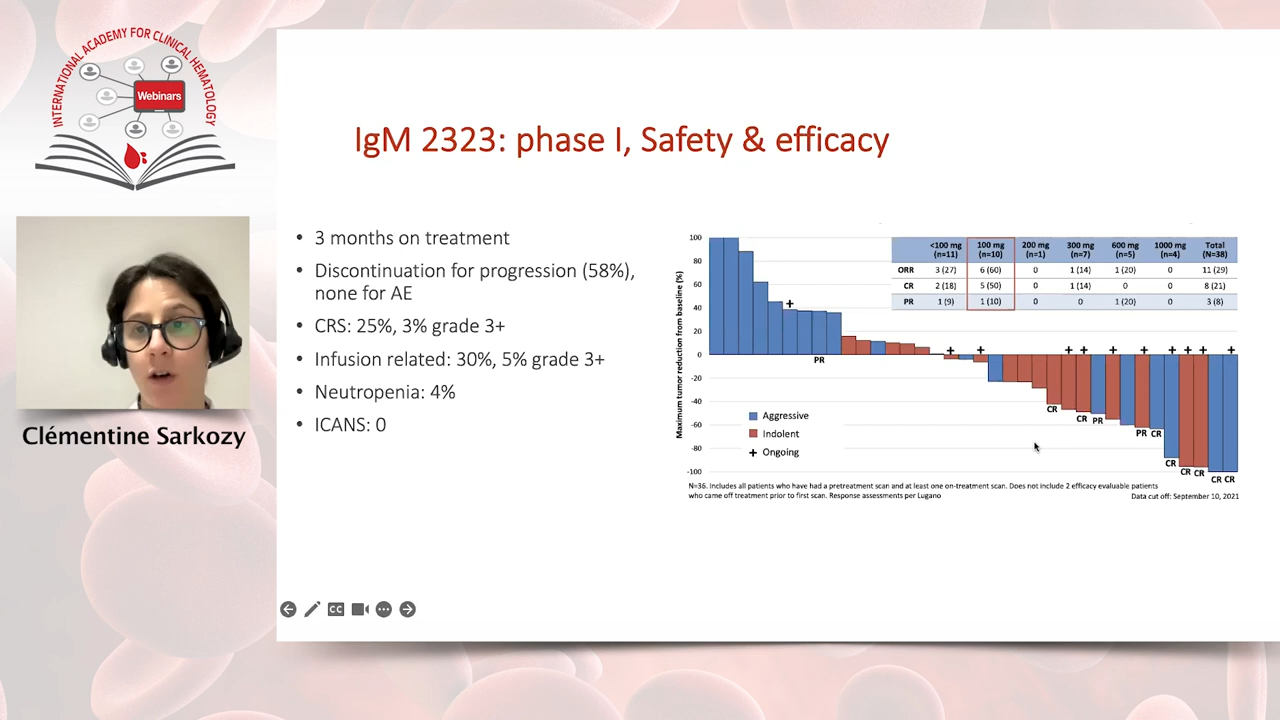 INTERNATIONAL ACADEMY FOR CLINICAL HEMATOLOGY
Webinars
Clémentine Sarkozy
IgM 2323: phase I, Safety & efficacy
• 3 months on treatment
• Discontinuation for progression (58%),
none for AE
• CRS: 25%, 3% grade 3+
• Infusion related: 30%, 5% grade 3+
• Neutropenia: 4%
• ICANS: 0
Maximum tumor reduction from baseline (%)
100
80
60
40
20
0
-20
-40
-60
-80
-100
<100 mg (n=11) 100 mg (n=10) 200 mg (n=1) 300 mg (n=7) 600 mg (n=5) 1000 mg (n=4) Total (N=38)
ORR 3 (27) 6 (60) 0 1 (14) 1 (20) 0 11 (29)
CR 2 (18) 5 (50) 0 1 (14) 0 0 8 (21)
PR 1 (9) 1 (10) 0 0 1 (20) 0 3 (8)
+
PR
+ + + + + + + + + +
CR CR PR PR CR CR CR CR CR CR
Aggressive
Indolent
+ Ongoing
N=36. Includes all patients who have had a pretreatment scan and at least one on-treatment scan. Does not include 2 efficacy evaluable patients
who came off treatment prior to first scan. Response assessments per Lugano
Data cut off: September 10, 2021
CC